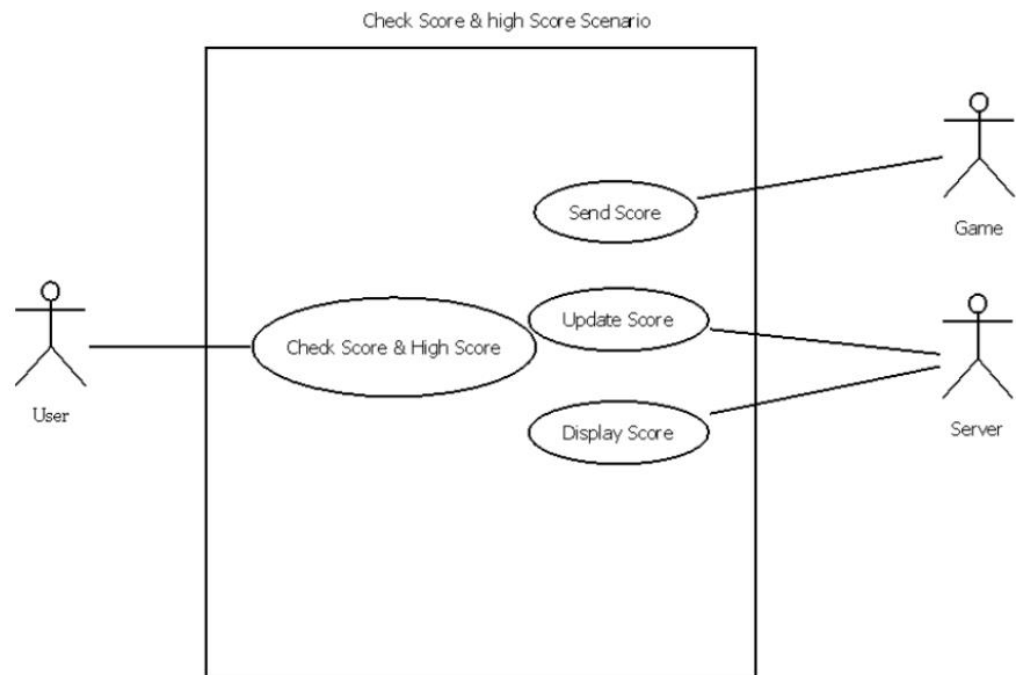 Check Score & high Score Scenario
Send Score
Game
Update Score
Check Score & High Score
User
Display Score
Server